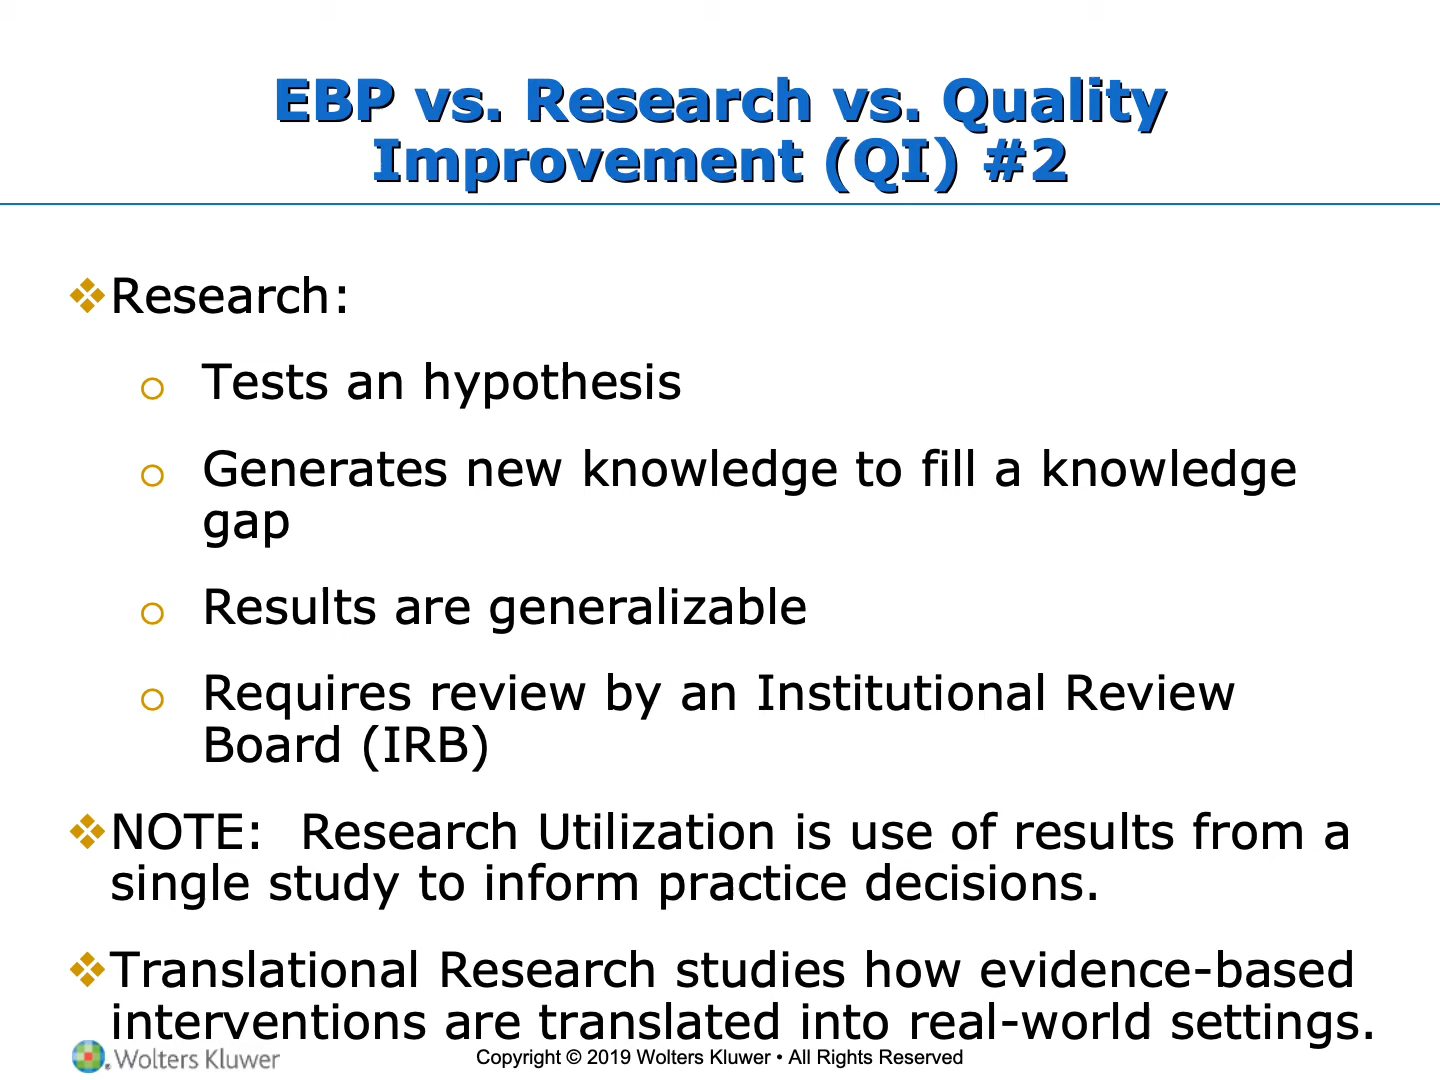 EBP vs. Research vs. Quality
Improvement (QI) #2
Research:
Tests an hypothesis
Generates new knowledge to fill a knowledge
gap
Results are generalizable
Requires review by an Institutional Review
Board (IRB)
NOTE:  Research Utilization is use of results from a
single study to inform practice decisions.
Translational Research studies how evidence-based
interventions are translated into real-world settings.
Wolters Kluwer
Copyright © 2019 Wolters Kluwer • All Rights Reserved